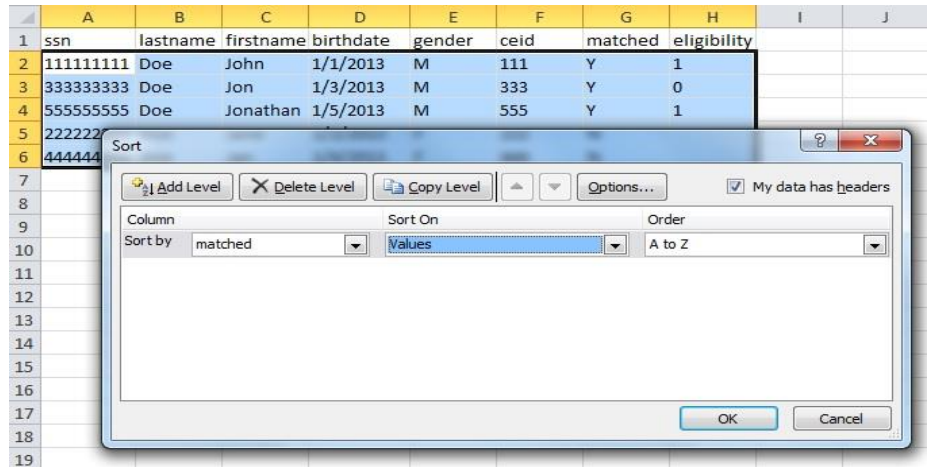 A B C D E F G H I J
1 ssn lastname firstname birthdate gender ceid matched eligibility
2 111111111 Doe John 1/1/2013 M 111 Y 1
3 333333333 Doe Jon 1/3/2013 M 333 Y 0
4 555555555 Doe Jonathan 1/5/2013 M 555 Y 1
5 222222
6 444444
7
8
9
10
11
12
13
14
15
16
17
18
19
Sort
Add Level Delete Level Copy Level Options... My data has headers
Column Sort On Order
Sort by matched Values A to Z
OK Cancel